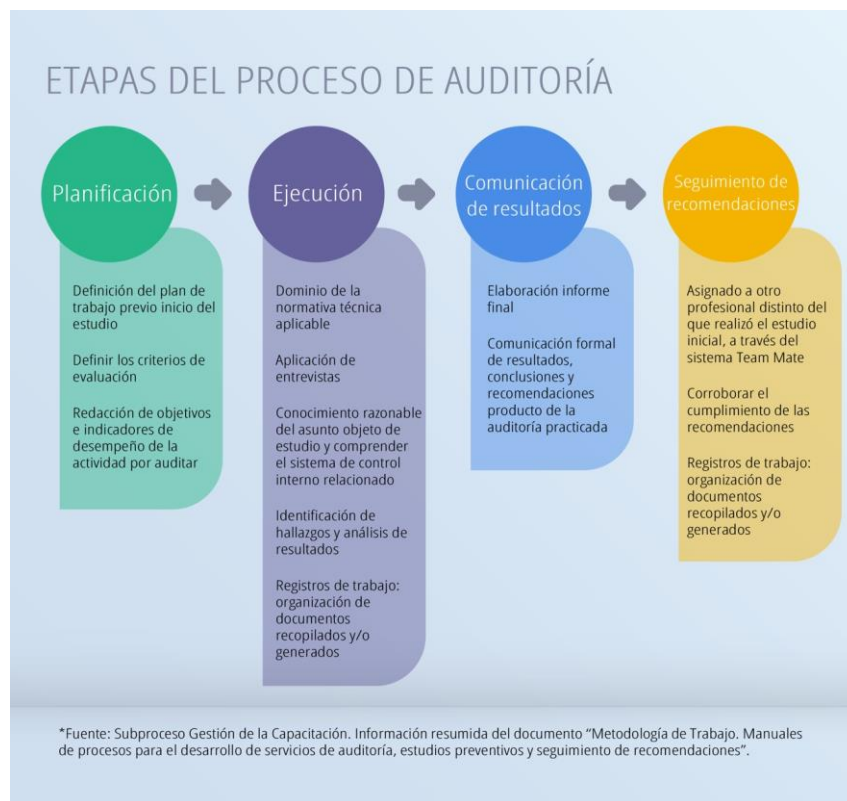 ETAPAS DEL PROCESO DE AUDITORÍA
Planificación
Definición del plan de
trabajo previo inicio del
estudio
Definir los criterios de
evaluación
Redacción de objetivos
e indicadores de
desempeño de la
actividad por auditar
Ejecución
Dominio de la
normativa técnica
aplicable
Aplicación de
entrevistas
Conocimiento razonable
del asunto objeto de
estudio y comprender
el sistema de control
interno relacionado
Identificación de
hallazgos y análisis de
resultados
Registros de trabajo:
organización de
documentos
recopilados y/o
generados
Comunicación
de resultados
Elaboración informe
final
Comunicación formal
de resultados,
conclusiones y
recomendaciones
producto de la
auditoría practicada
Seguimiento de
recomendaciones
Asignado a otro
profesional distinto del
que realizó el estudio
inicial, a través del
sistema Team Mate
Corroborar el
cumplimiento de las
recomendaciones
Registros de trabajo:
organización de
documentos
recopilados y/o
generados
*Fuente: Subproceso Gestión de la Capacitación. Información resumida del documento “Metodología de Trabajo. Manuales
de procesos para el desarrollo de servicios de auditoría, estudios preventivos y seguimiento de recomendaciones”.